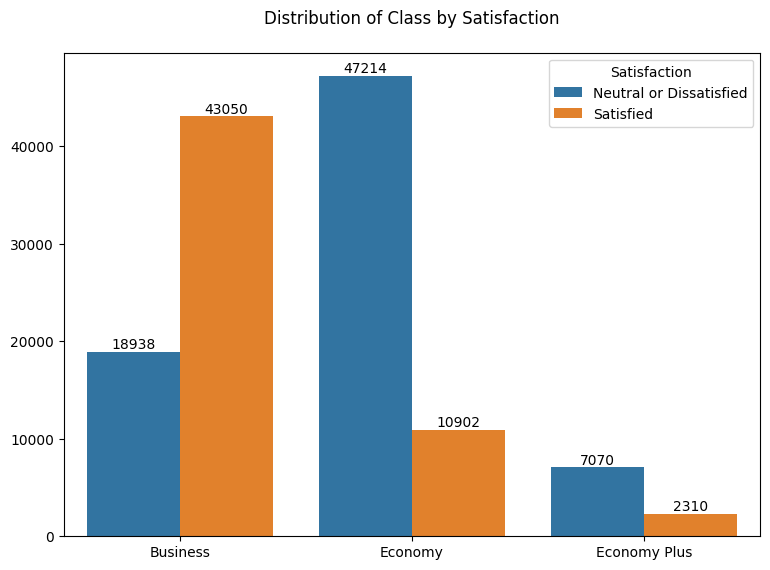 Distribution of Class by Satisfaction
Satisfaction
Neutral or Dissatisfied
Satisfied
47214
43050
18938
10902
7070
2310
40000
30000
20000
10000
0
Business
Economy
Economy Plus